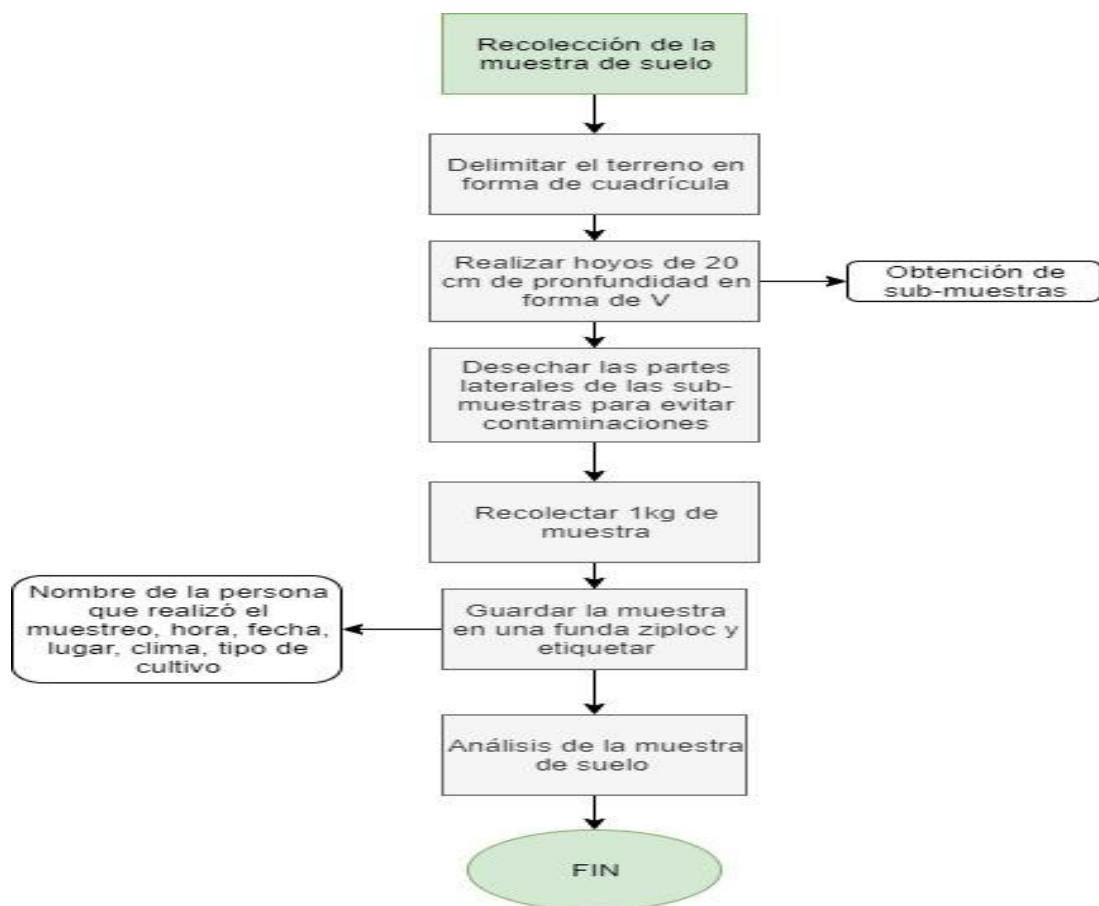 Recolección de la
muestra de suelo
Delimitar el terreno en
forma de cuadrícula
Realizar hoyos de 20
cm de pronfundidad en
forma de V
Obtención de
sub-muestras
Desechar las partes
laterales de las sub-
muestras para evitar
contaminaciones
Recolectar 1kg de
muestra
Guardar la muestra
en una funda ziploc y
etiquetar
Nombre de la persona
que realizó el
muestreo, hora, fecha,
lugar, clima, tipo de
cultivo
Análisis de la muestra
de suelo
FIN